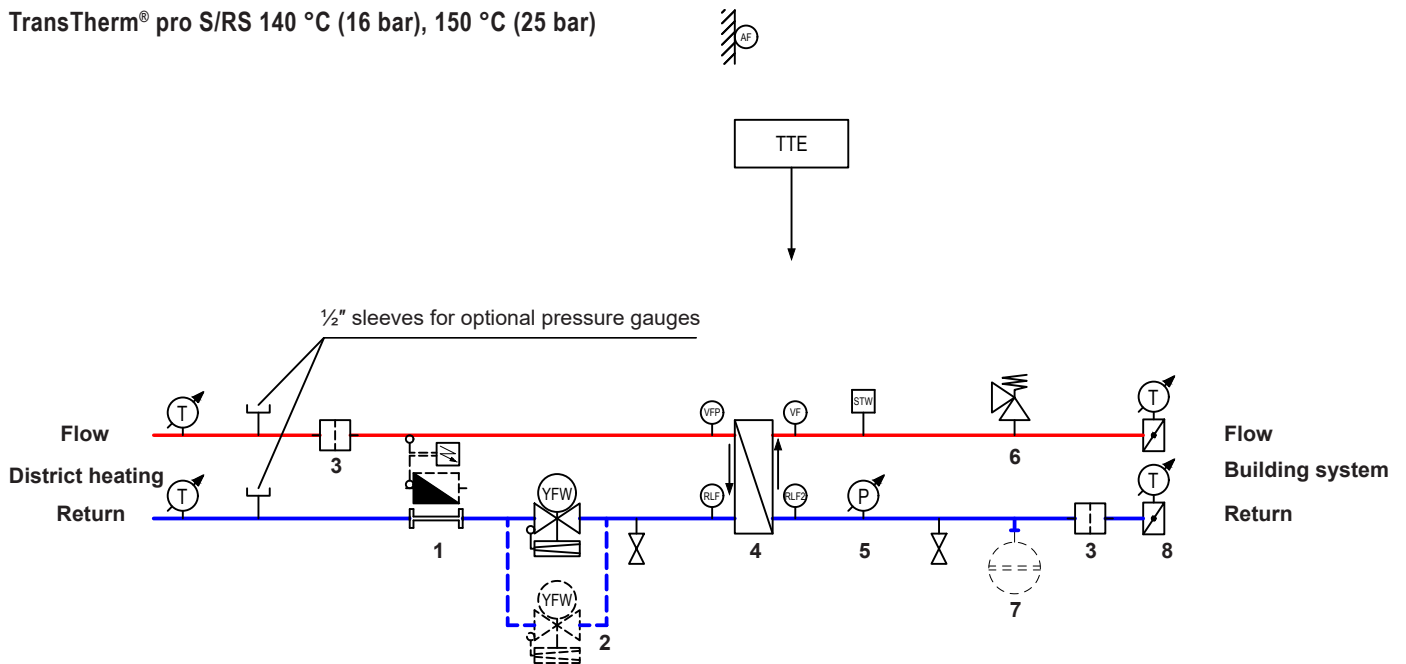 TransTherm® pro S/RS 140 °C (16 bar), 150 °C (25 bar)
AF
TTE
½" sleeves for optional pressure gauges
T
VFP
VF
STW
T
Flow
3
6
Flow
District heating
Building system
T
YFW
RLF
RLF2
P
T
Return
Return
1
4
5
3
8
YFW
7
2